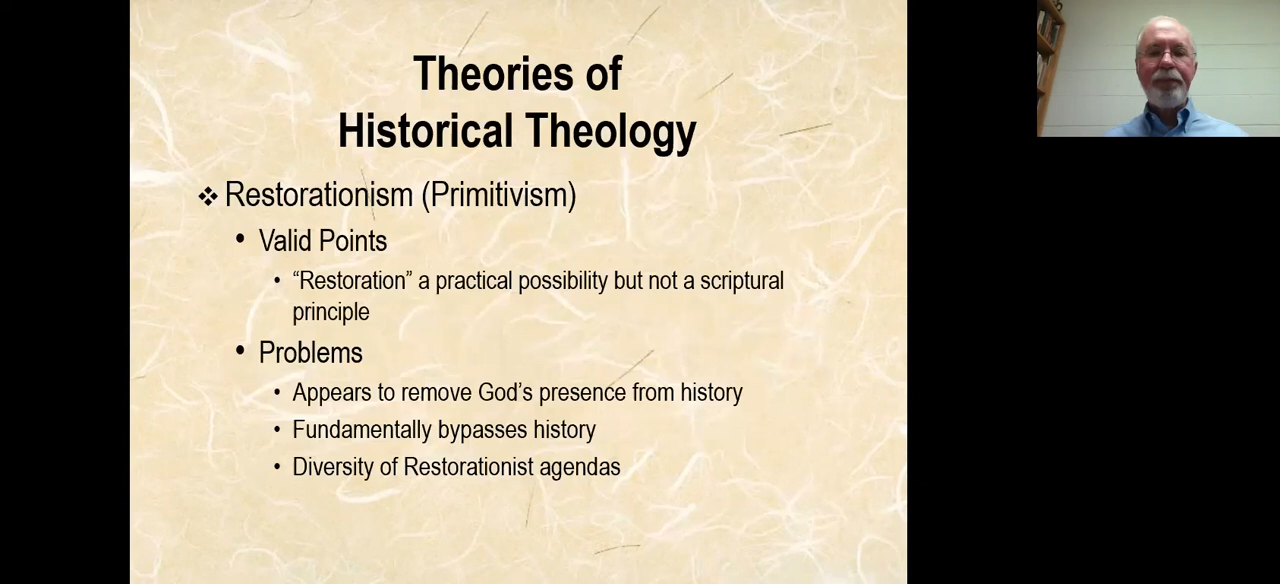 Theories of
Historical Theology
❖ Restorationism (Primitivism)
• Valid Points
• “Restoration” a practical possibility but not a scriptural
principle
• Problems
• Appears to remove God’s presence from history
• Fundamentally bypasses history
• Diversity of Restorationist agendas